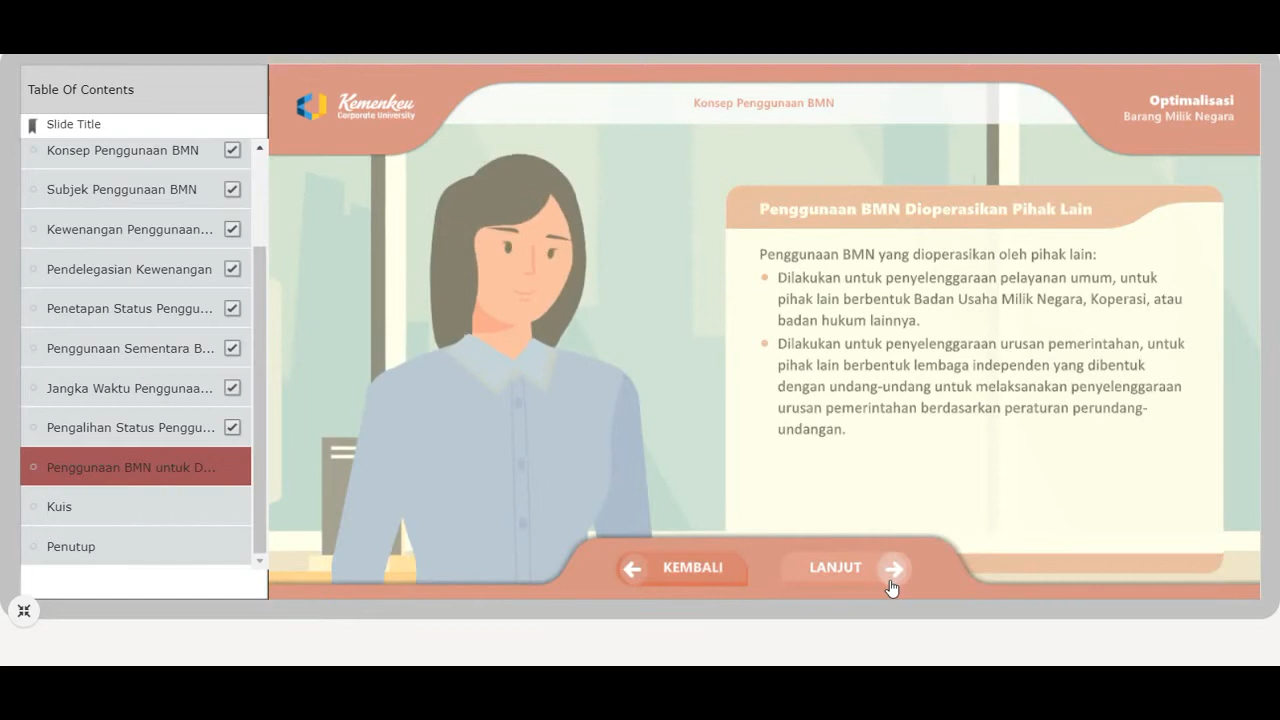 Table Of Contents
Slide Title
Konsep Penggunaan BMN
Subjek Penggunaan BMN
Kewenangan Penggunaan...
Pendelegasian Kewenangan
Penetapan Status Penggu...
Penggunaan Sementara B...
Jangka Waktu Penggunaa...
Pengalihan Status Penggu...
Penggunaan BMN untuk D...
Kuis
Penutup
Kemenkeu
Corporate University
Konsep Penggunaan BMN
Optimalisasi
Barang Milik Negara
Penggunaan BMN Dioperasikan Pihak Lain
Penggunaan BMN yang dioperasikan oleh pihak lain:
Dilakukan untuk penyelenggaraan pelayanan umum, untuk
pihak lain berbentuk Badan Usaha Milik Negara, Koperasi, atau
badan hukum lainnya.
Dilakukan untuk penyelenggaraan urusan pemerintahan, untuk
pihak lain berbentuk lembaga independen yang dibentuk
dengan undang-undang untuk melaksanakan penyelenggaraan
urusan pemerintahan berdasarkan peraturan perundang-
undangan.
KEMBALI
LANJUT